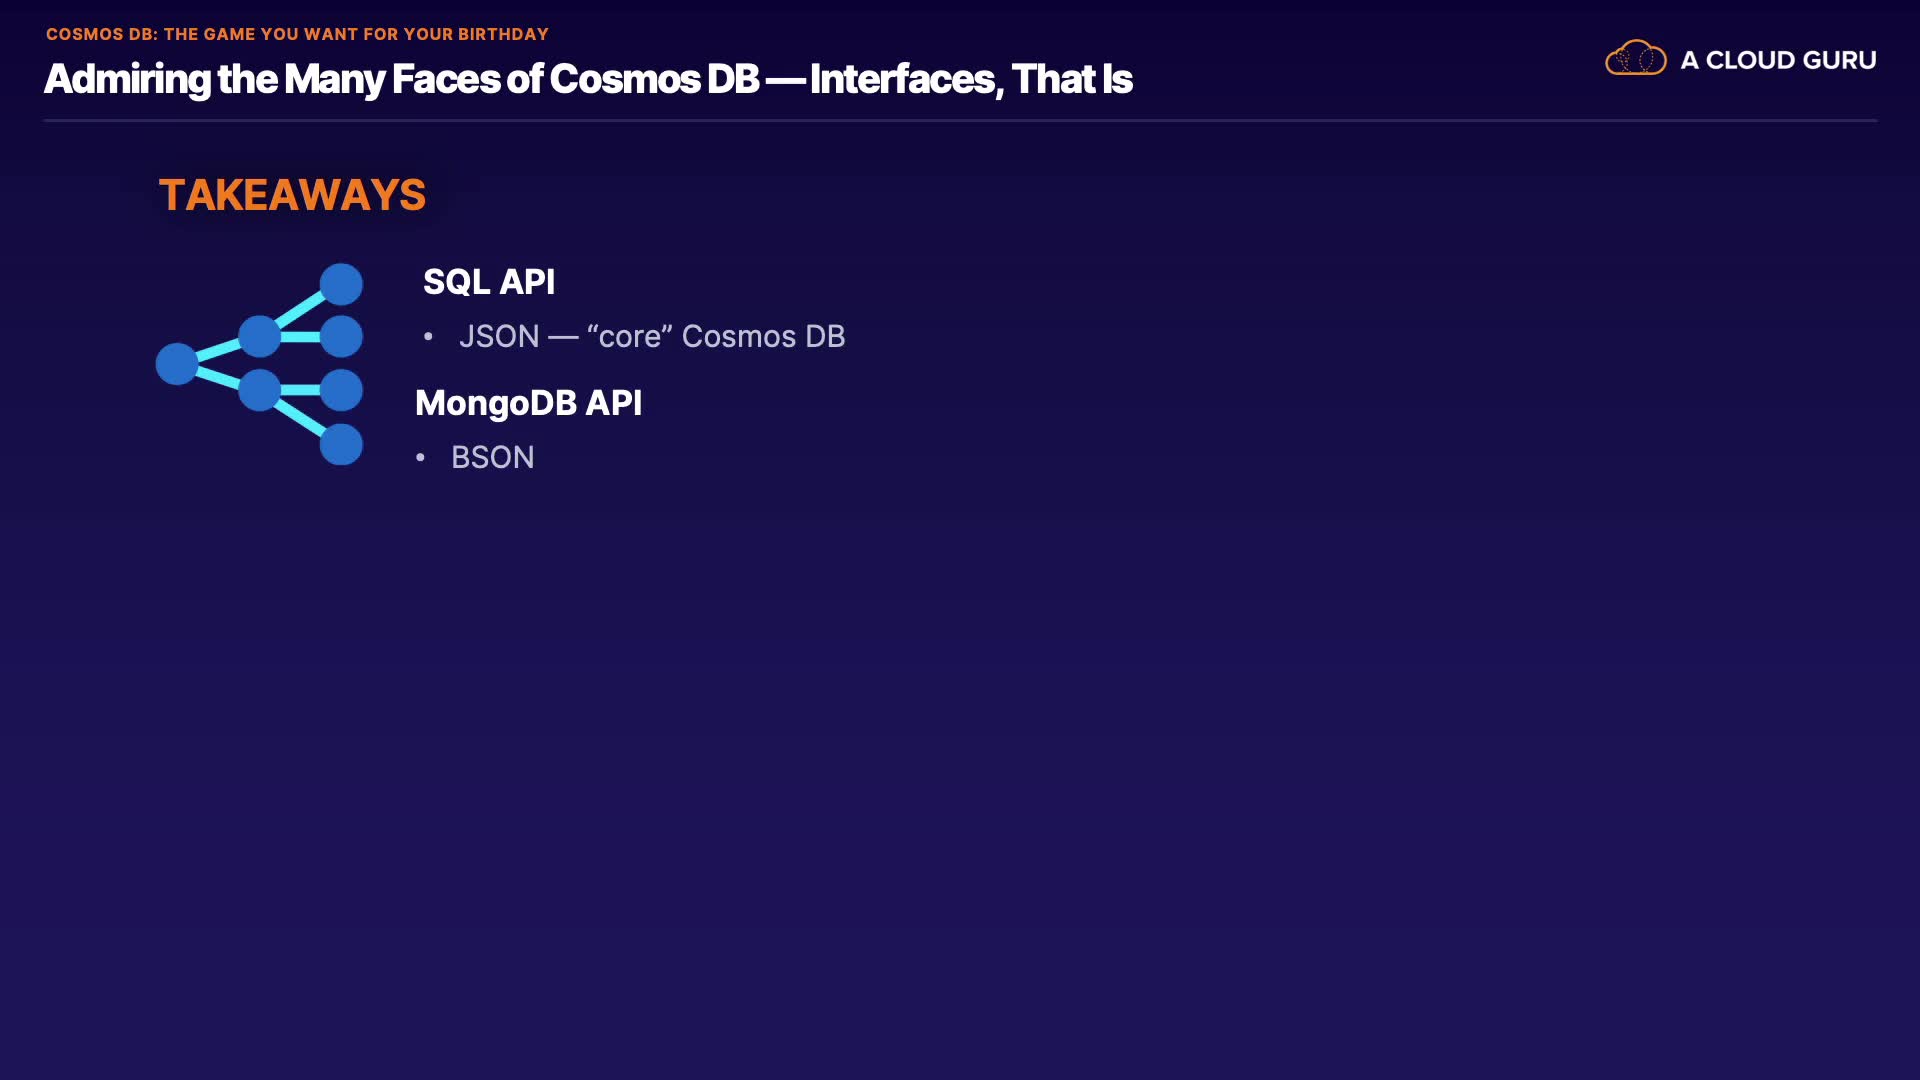 COSMOS DB: THE GAME YOU WANT FOR YOUR BIRTHDAY
Admiring the Many Faces of Cosmos DB — Interfaces, That Is
A CLOUD GURU
TAKEAWAYS
SQL API
• JSON — “core” Cosmos DB
MongoDB API
• BSON